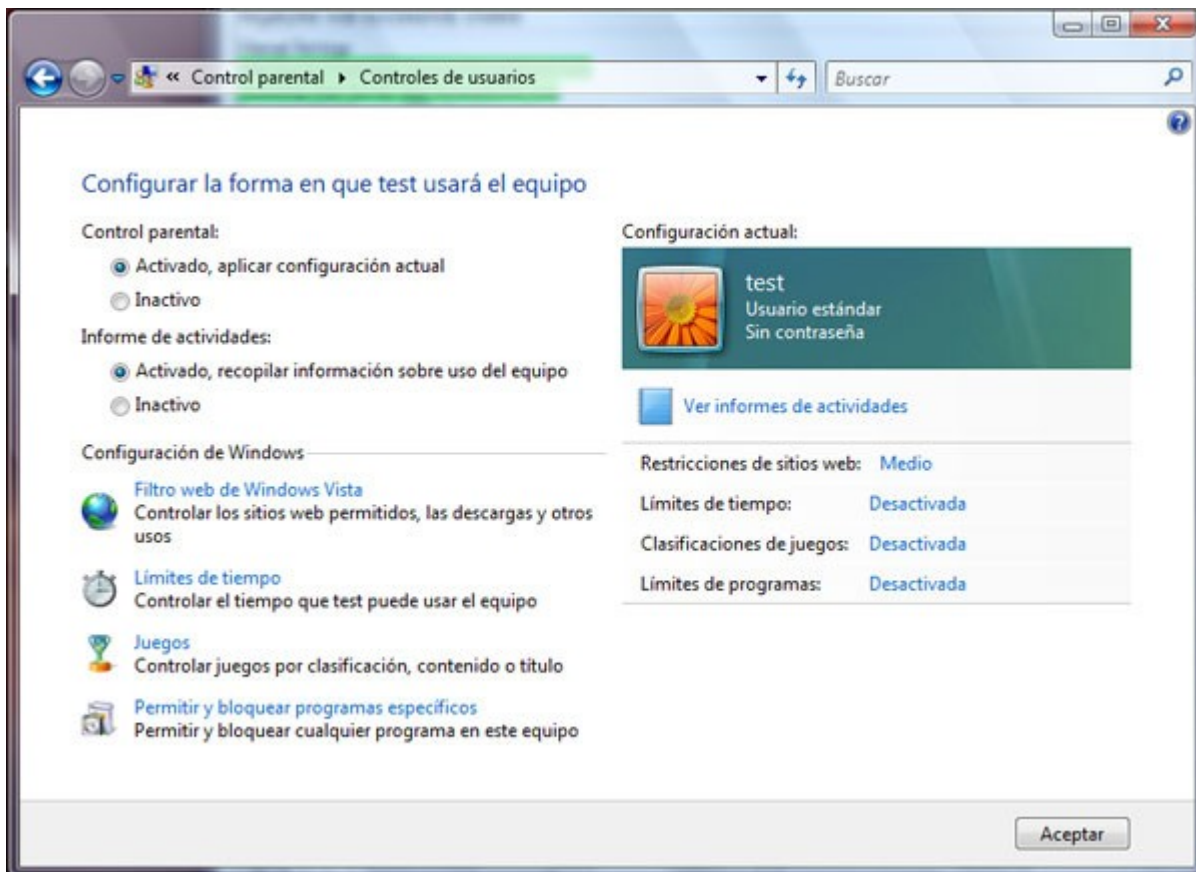 « Control parental ▸ Controles de usuarios
Buscar
Configurar la forma en que test usará el equipo
Control parental:
Activado, aplicar configuración actual
Inactivo
Informe de actividades:
Activado, recopilar información sobre uso del equipo
Inactivo
Configuración de Windows
Filtro web de Windows Vista
Controlar los sitios web permitidos, las descargas y otros
usos
Límites de tiempo
Controlar el tiempo que test puede usar el equipo
Juegos
Controlar juegos por clasificación, contenido o título
Permitir y bloquear programas específicos
Permitir y bloquear cualquier programa en este equipo
Configuración actual:
test
Usuario estándar
Sin contraseña
Ver informes de actividades
Restricciones de sitios web: Medio
Límites de tiempo: Desactivada
Clasificaciones de juegos: Desactivada
Límites de programas: Desactivada
Aceptar